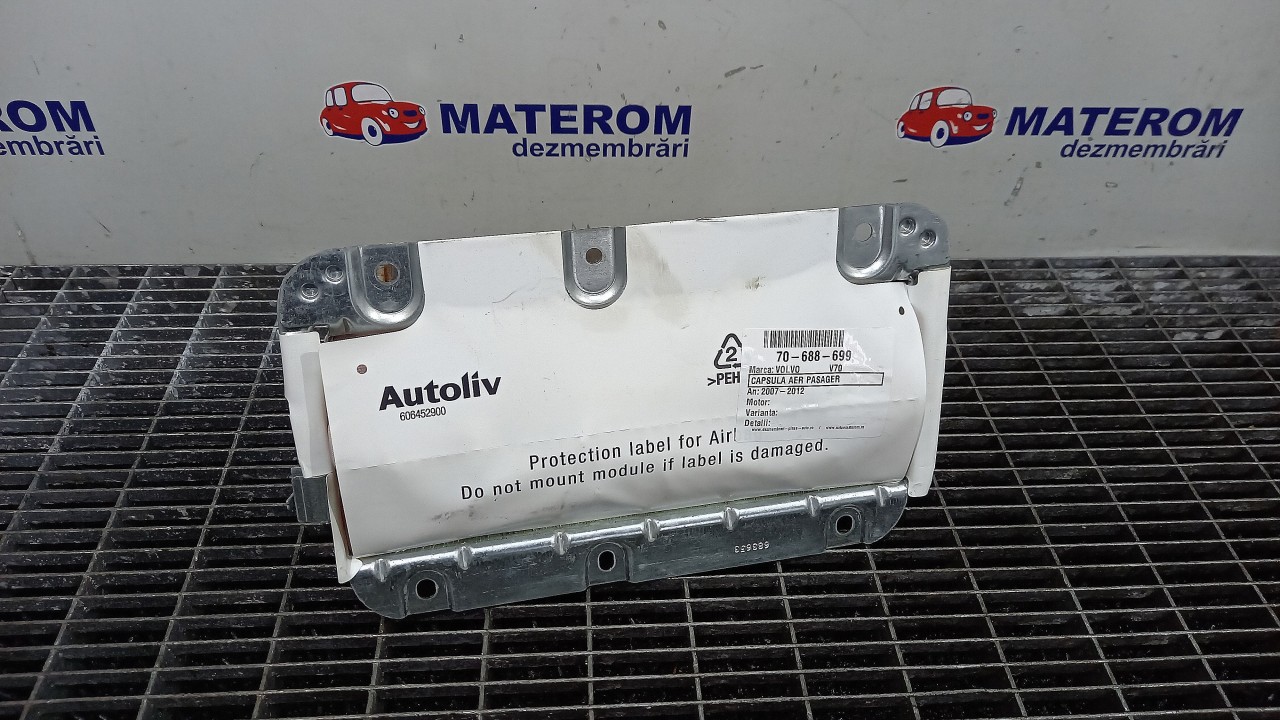 ROM
dezmembrări
MATEROM
dezmembrări
MATEROM
dezmembrări
Autoliv
606452900
2
>PEH
70-688-699
Marca: VOLVO V70
CAPSULA AER PASAGER
An: 2007-2012
Motor:
Varianta:
Detalii:
Protection label for Air
Do not mount module if label is damaged.
683653